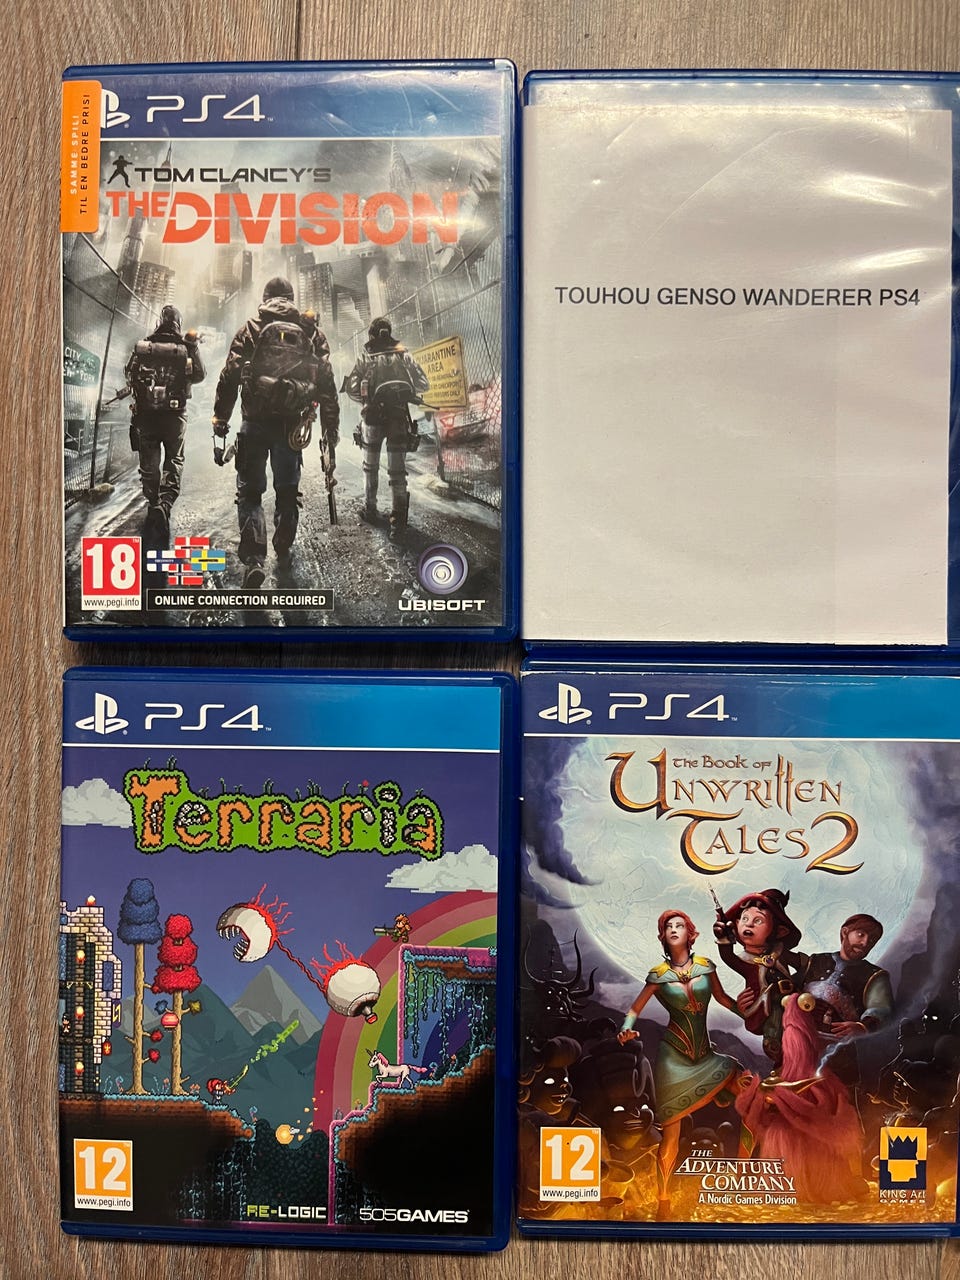 SAMME SPILL
TIL EN BEDRE PRIS!
PS4
TOM CLANCY'S
THE DIVISION
CITY
QUARANTINE
AREA
18
www.pegi.info
ONLINE CONNECTION REQUIRED
UBISOFT
TOUHOU GENSO WANDERER PS4
PS4
Terraria
12
www.pegi.info
RE-LOGIC
505GAMES
PS4
The Book of
Unwritten
Tales 2
12
www.pegi.info
THE
ADVENTURE
COMPANY
A Nordic Games Division
KING Art
GAMES